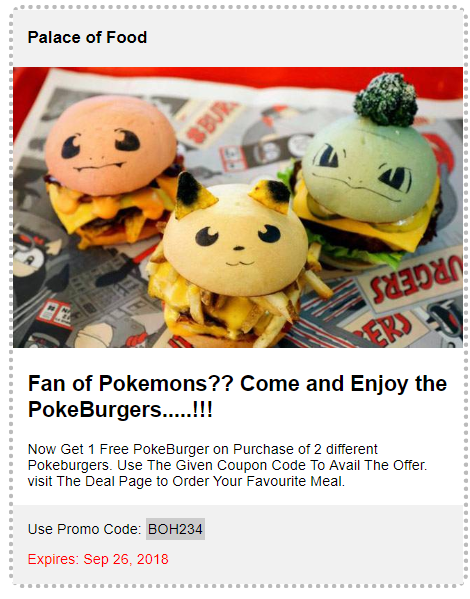 Palace of Food
#BUR
BURGERS
Fan of Pokemons?? Come and Enjoy the
PokeBurgers.....!!!
Now Get 1 Free PokeBurger on Purchase of 2 different
Pokeburgers. Use The Given Coupon Code To Avail The Offer.
visit The Deal Page to Order Your Favourite Meal.
Use Promo Code: BOH234
Expires: Sep 26, 2018